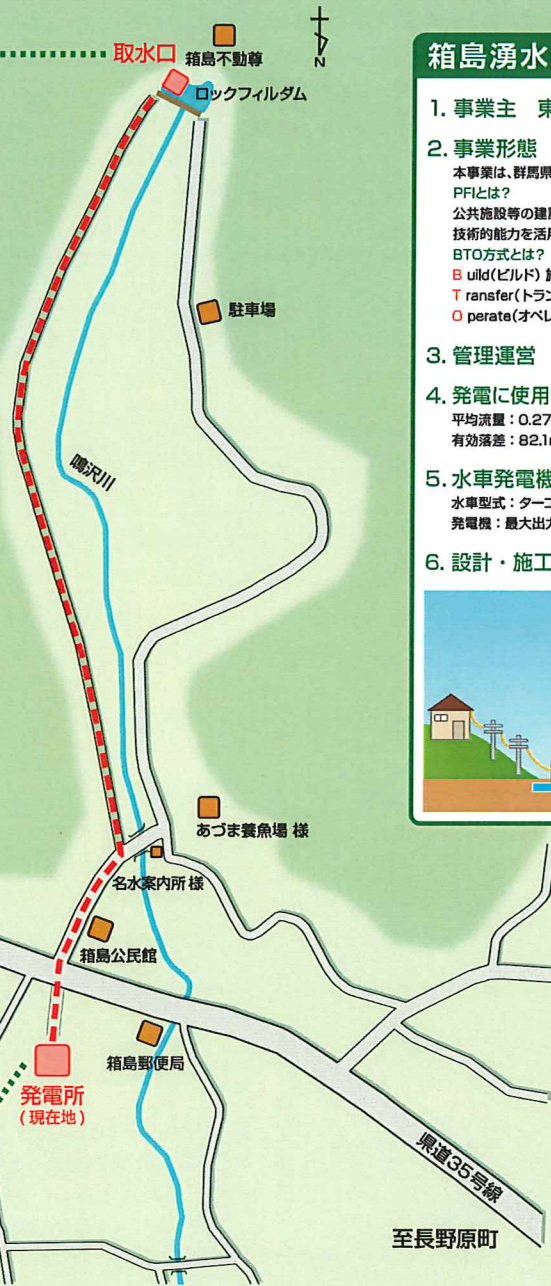 取水口
箱島不動尊
N
ロックフィルダム
駐車場
鳴沢川
あづま養魚場 様
名水案内所 様
箱島公民館
箱島郵便局
発電所
(現在地)
県道35号線
至長野原町
箱島湧水
1. 事業主 東
2. 事業形態
本事業は、群馬県
PFIとは?
公共施設等の建
技術的能力を活用
BTO方式とは?
B uild(ビルド)
T ransfer(トラン
O perate(オペレ
3. 管理運営
4. 発電に使用
平均流量:0.27
有効落差:82.1m
5. 水車発電機
水車型式:ターゴ
発電機:最大出力
6. 設計・施工